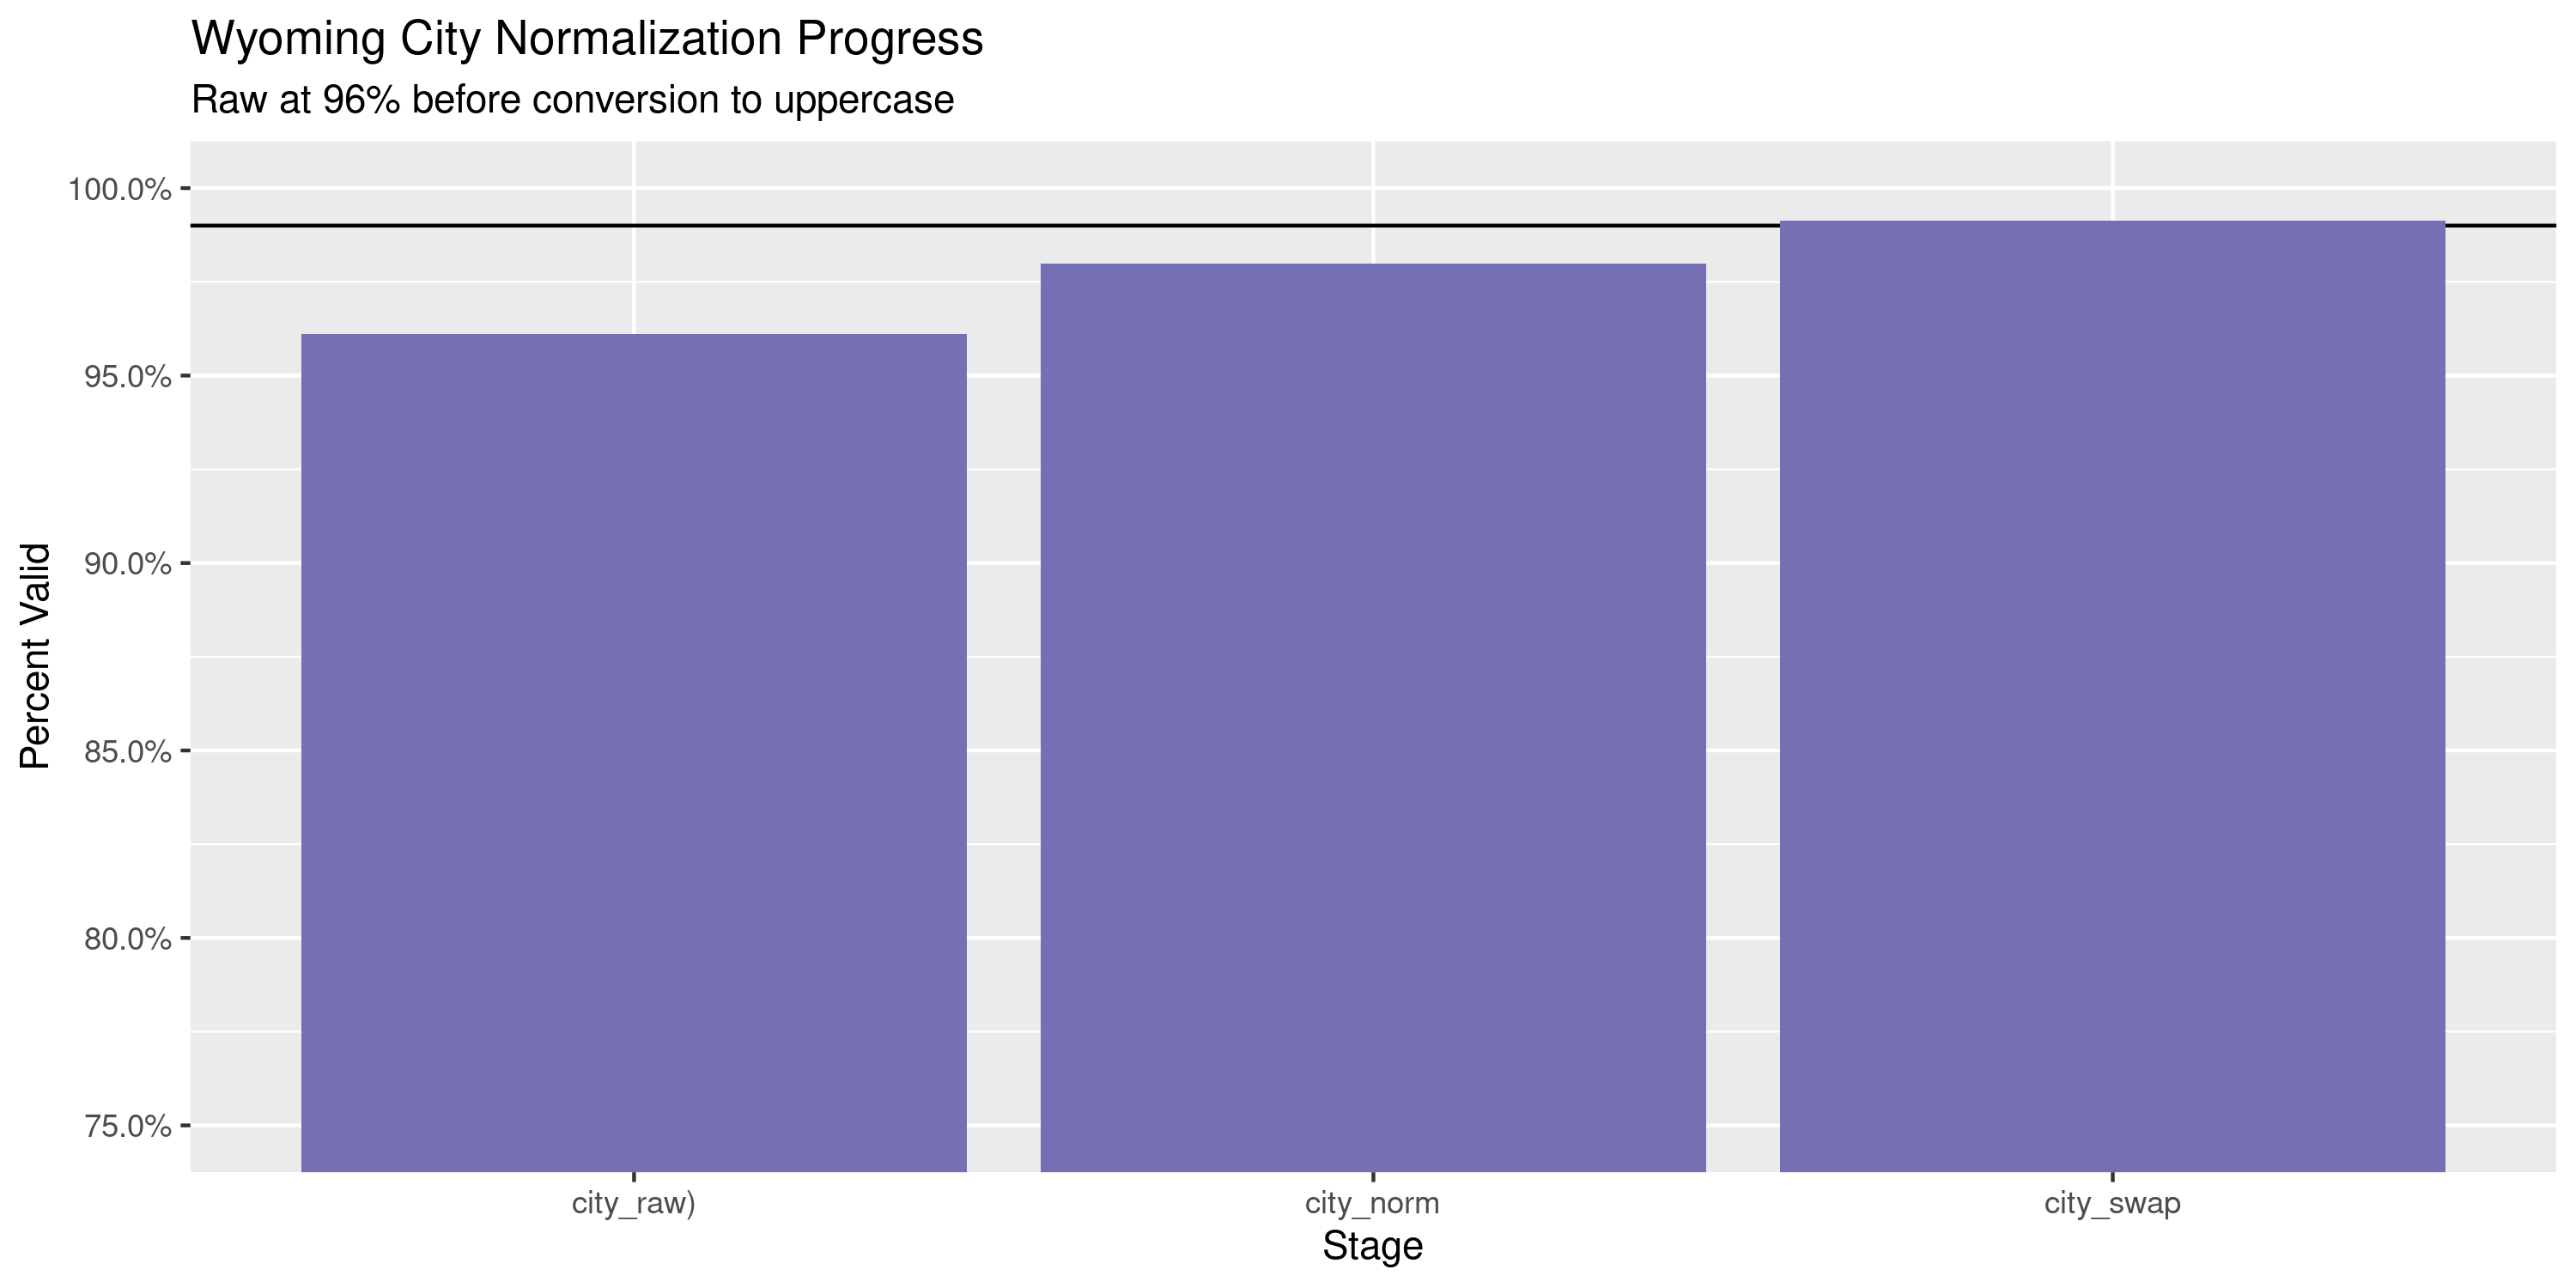 Wyoming City Normalization Progress
Raw at 96% before conversion to uppercase
Percent Valid
100.0%
95.0%
90.0%
85.0%
80.0%
75.0%
city_raw)
city_norm
city_swap
Stage